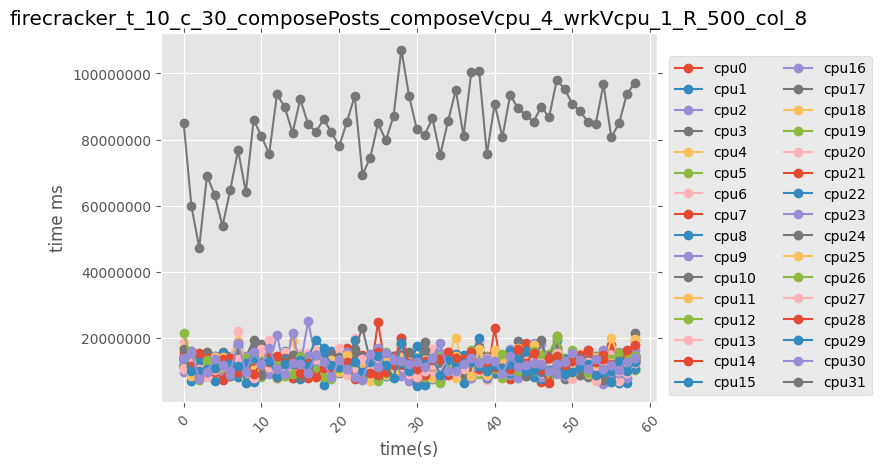 firecracker_t_10_c_30_composePosts_composeVcpu_4_wrkVcpu_1_R_500_col_8
100000000
80000000
60000000
40000000
20000000
time ms
0
10
20
30
40
50
60
time(s)
cpu0
cpu1
cpu2
cpu3
cpu4
cpu5
cpu6
cpu7
cpu8
cpu9
cpu10
cpu11
cpu12
cpu13
cpu14
cpu15
cpu16
cpu17
cpu18
cpu19
cpu20
cpu21
cpu22
cpu23
cpu24
cpu25
cpu26
cpu27
cpu28
cpu29
cpu30
cpu31